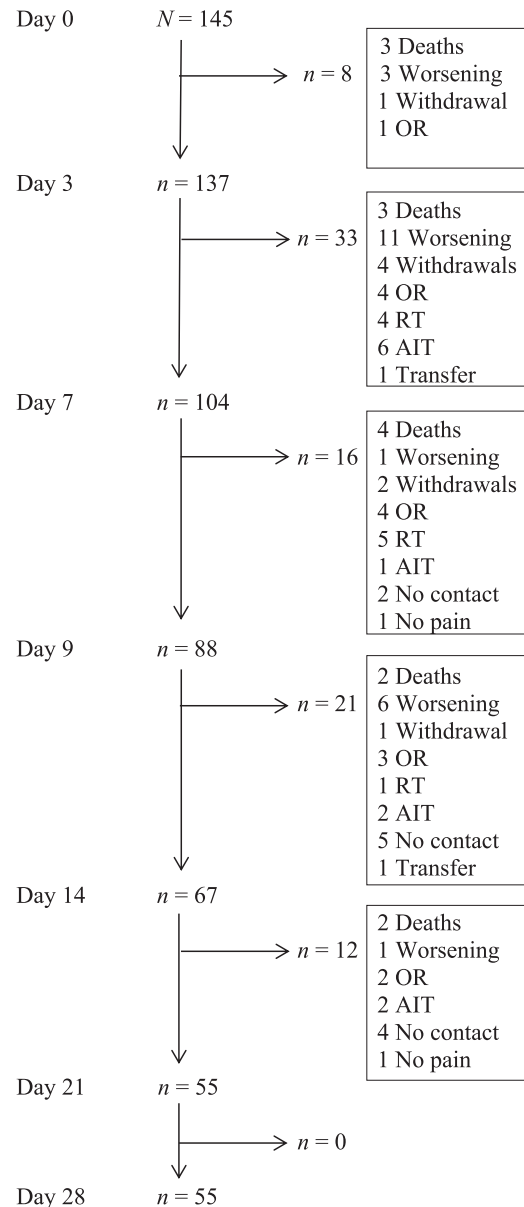 Day 0 N = 145
n = 8
3 Deaths
3 Worsening
1 Withdrawal
1 OR
Day 3 n = 137
n = 33
3 Deaths
11 Worsening
4 Withdrawals
4 OR
4 RT
6 AIT
1 Transfer
Day 7 n = 104
n = 16
4 Deaths
1 Worsening
2 Withdrawals
4 OR
5 RT
1 AIT
2 No contact
1 No pain
Day 9 n = 88
n = 21
2 Deaths
6 Worsening
1 Withdrawal
3 OR
1 RT
2 AIT
5 No contact
1 Transfer
Day 14 n = 67
n = 12
2 Deaths
1 Worsening
2 OR
2 AIT
4 No contact
1 No pain
Day 21 n = 55
n = 0
Day 28 n = 55